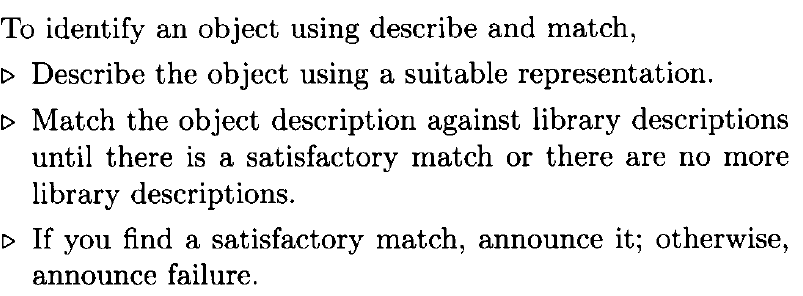 To identify an object using describe and match,
▷ Describe the object using a suitable representation.
▷ Match the object description against library descriptions
until there is a satisfactory match or there are no more
library descriptions.
▷ If you find a satisfactory match, announce it; otherwise,
announce failure.